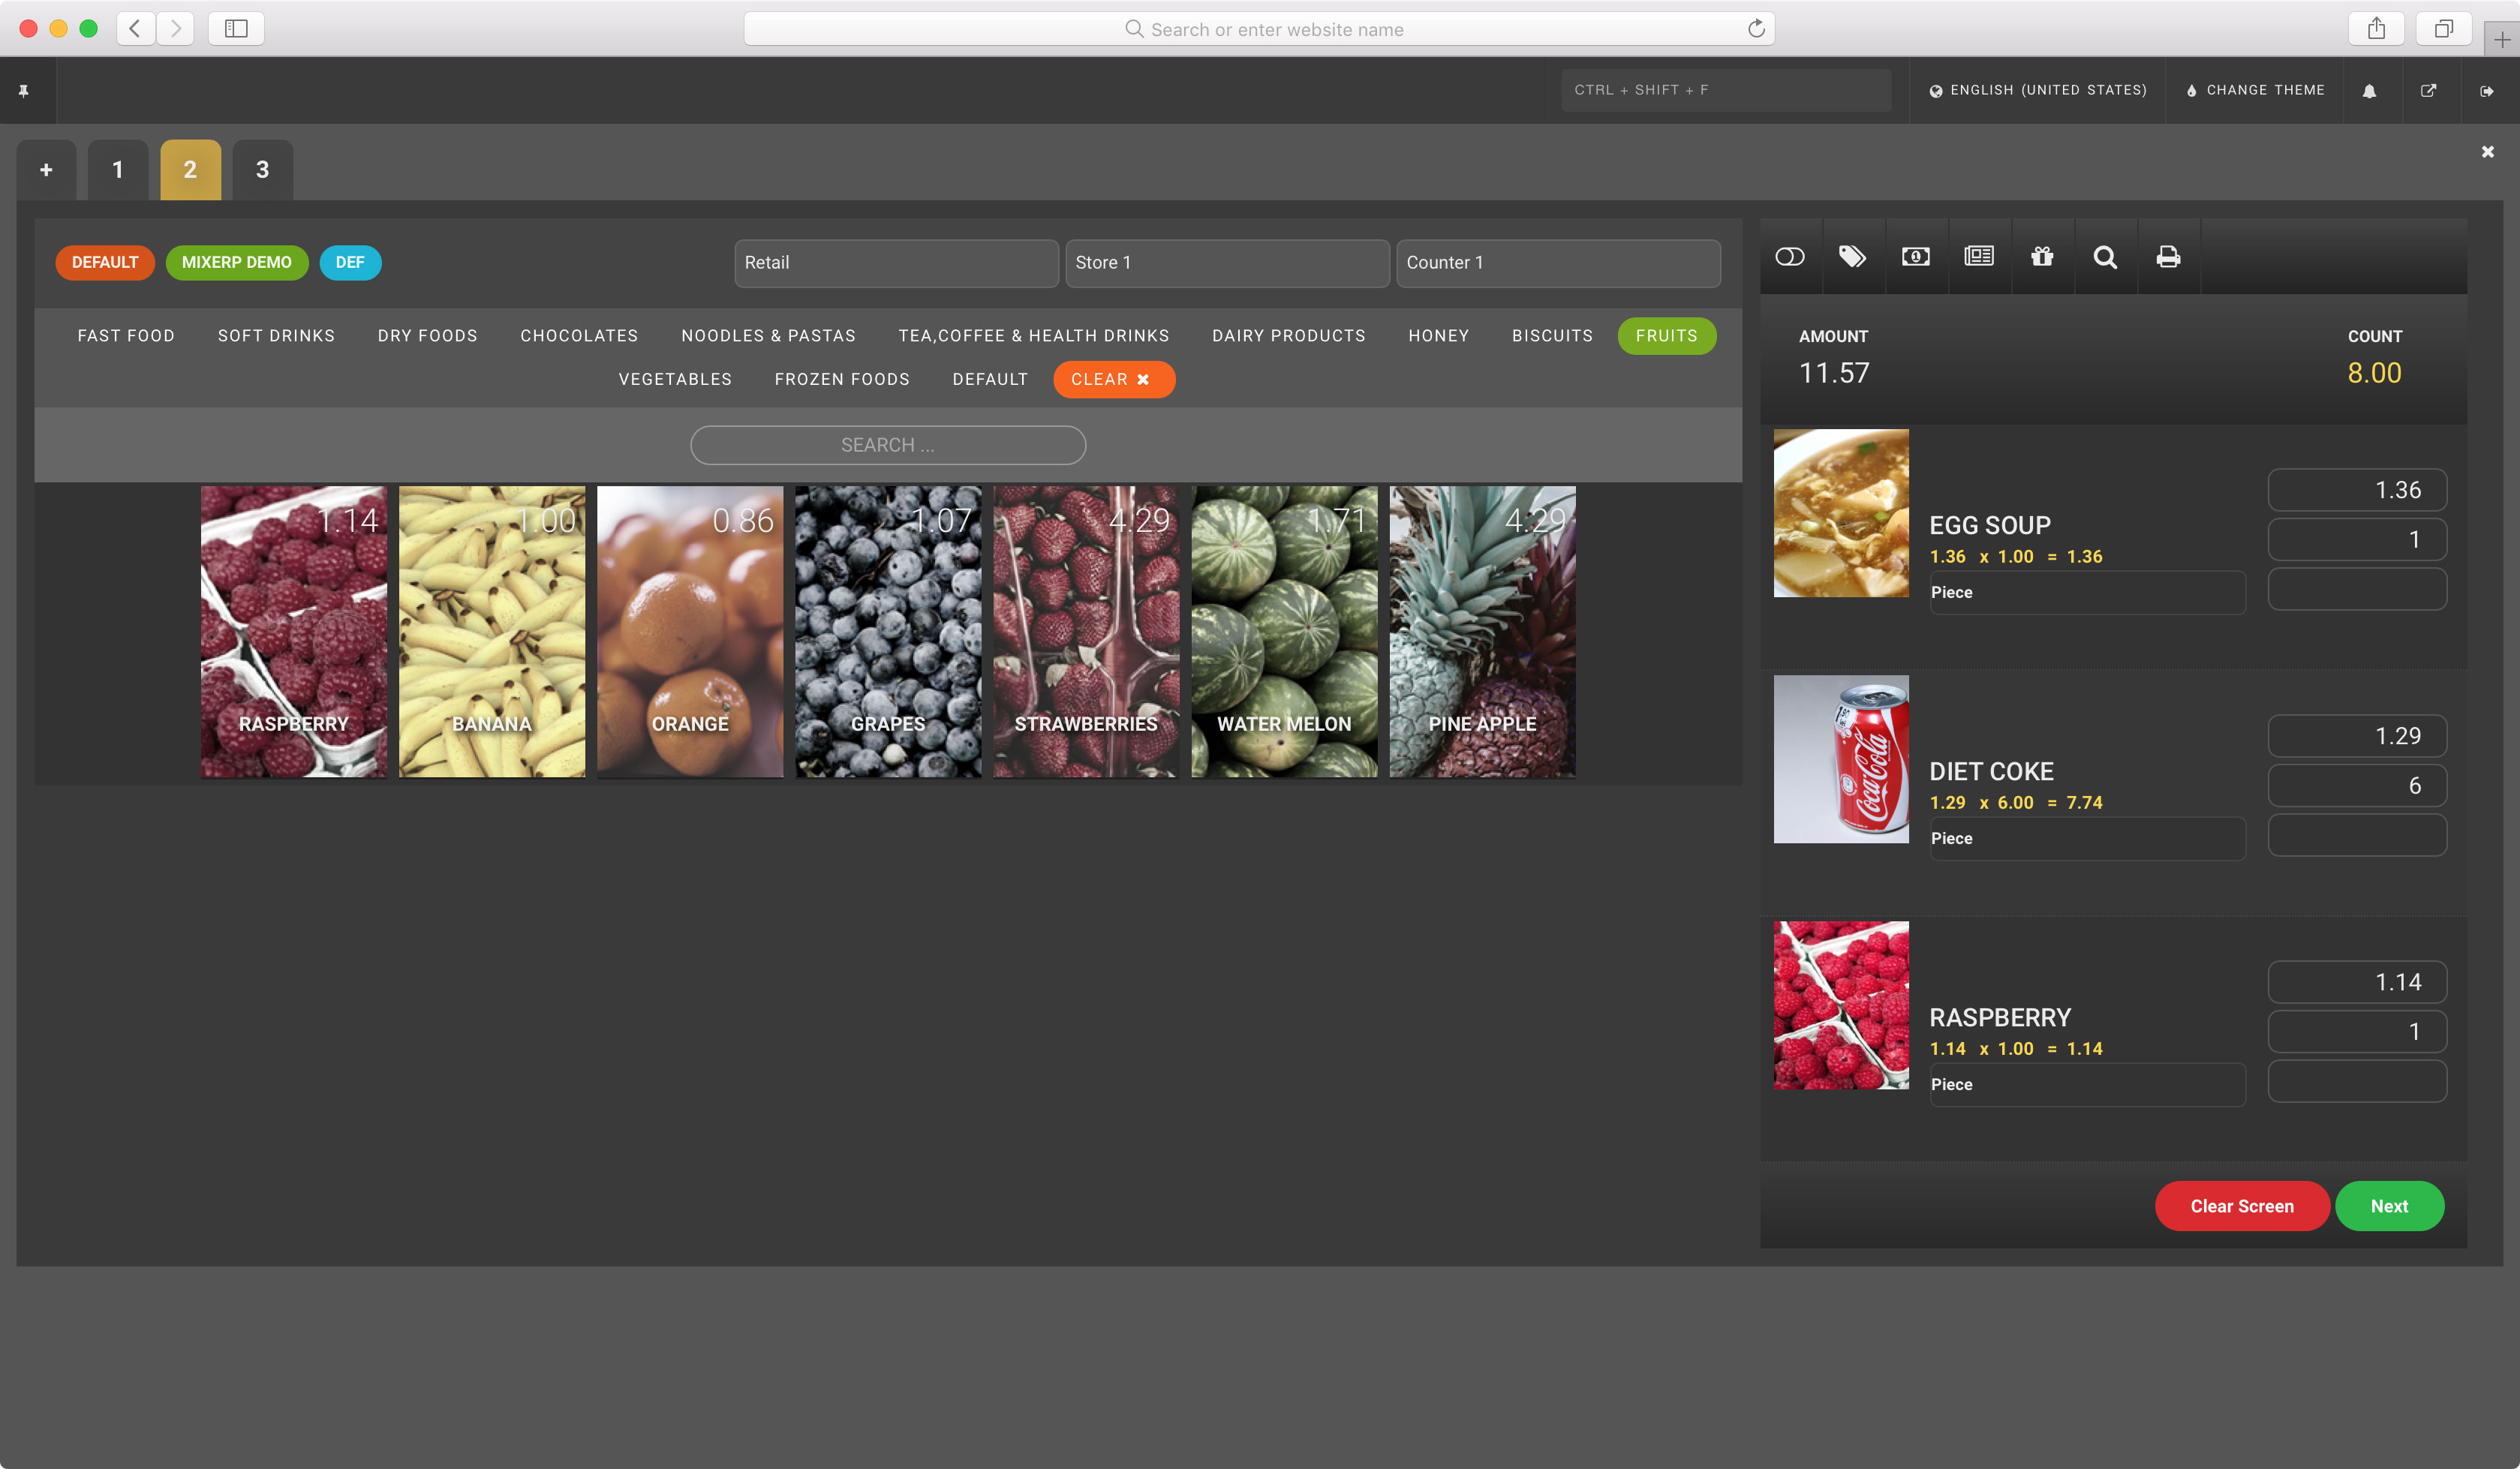 Search or enter website name
CTRL + SHIFT + F
ENGLISH (UNITED STATES)
CHANGE THEME
+
1
2
3
DEFAULT
MIXERP DEMO
DEF
Retail
Store 1
Counter 1
FAST FOOD
SOFT DRINKS
DRY FOODS
CHOCOLATES
NOODLES & PASTAS
TEA,COFFEE & HEALTH DRINKS
DAIRY PRODUCTS
HONEY
BISCUITS
FRUITS
VEGETABLES
FROZEN FOODS
DEFAULT
CLEAR ✖
SEARCH ...
1.14
RASPBERRY
1.00
BANANA
0.86
ORANGE
1.07
GRAPES
4.29
STRAWBERRIES
1.71
WATER MELON
4.29
PINE APPLE
AMOUNT
11.57
COUNT
8.00
EGG SOUP
1.36 x 1.00 = 1.36
Piece
1.36
1
Coca-Cola
DIET COKE
1.29 x 6.00 = 7.74
Piece
1.29
6
RASPBERRY
1.14 x 1.00 = 1.14
Piece
1.14
1
Clear Screen
Next